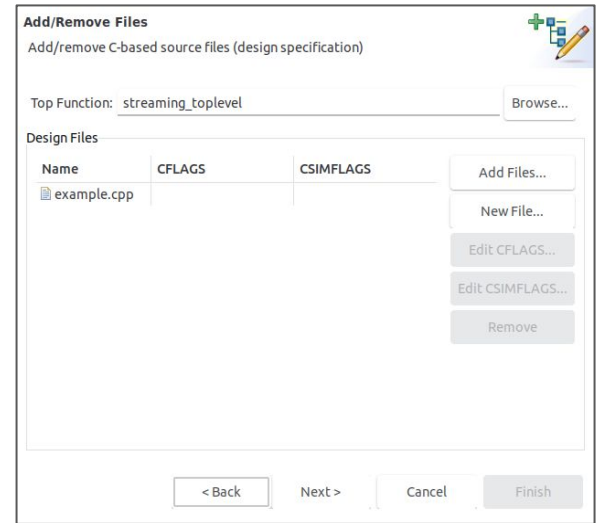 Add/Remove Files
Add/remove C-based source files (design specification)
Top Function: streaming_toplevel Browse...
Design Files
Name CFLAGS CSIMFLAGS Add Files...
example.cpp
New File...
Edit CFLAGS...
Edit CSIMFLAGS...
Remove
< Back Next > Cancel Finish